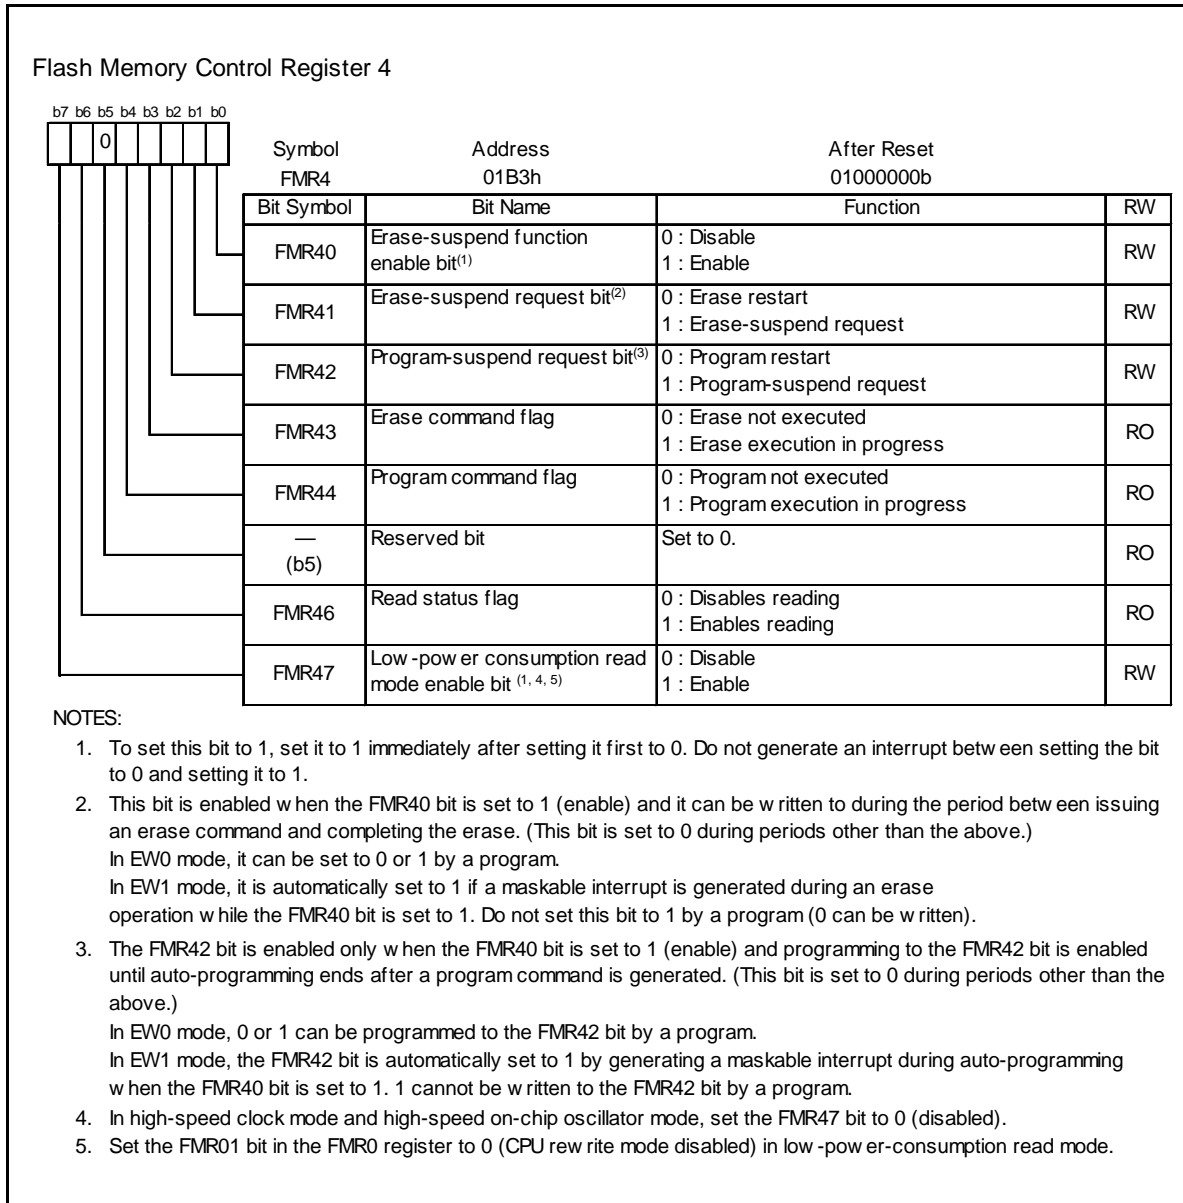 Flash Memory Control Register 4
b7 b6 b5 b4 b3 b2 b1 b0
0
Symbol Address After Reset
FMR4 01B3h 01000000b
Bit Symbol Bit Name Function RW
FMR40 Erase-suspend function enable bit(1) 0 : Disable RW
1 : Enable
FMR41 Erase-suspend request bit(2) 0 : Erase restart RW
1 : Erase-suspend request
FMR42 Program-suspend request bit(3) 0 : Program restart RW
1 : Program-suspend request
FMR43 Erase command flag 0 : Erase not executed RO
1 : Erase execution in progress
FMR44 Program command flag 0 : Program not executed RO
1 : Program execution in progress
— (b5) Reserved bit Set to 0. RO
FMR46 Read status flag 0 : Disables reading RO
1 : Enables reading
FMR47 Low-power consumption read mode enable bit (1, 4, 5) 0 : Disable RW
1 : Enable
NOTES:
1. To set this bit to 1, set it to 1 immediately after setting it first to 0. Do not generate an interrupt between setting the bit
to 0 and setting it to 1.
2. This bit is enabled when the FMR40 bit is set to 1 (enable) and it can be written to during the period between issuing
an erase command and completing the erase. (This bit is set to 0 during periods other than the above.)
In EW0 mode, it can be set to 0 or 1 by a program.
In EW1 mode, it is automatically set to 1 if a maskable interrupt is generated during an erase
operation while the FMR40 bit is set to 1. Do not set this bit to 1 by a program (0 can be written).
3. The FMR42 bit is enabled only when the FMR40 bit is set to 1 (enable) and programming to the FMR42 bit is enabled
until auto-programming ends after a program command is generated. (This bit is set to 0 during periods other than the
above.)
In EW0 mode, 0 or 1 can be programmed to the FMR42 bit by a program.
In EW1 mode, the FMR42 bit is automatically set to 1 by generating a maskable interrupt during auto-programming
when the FMR40 bit is set to 1. 1 cannot be written to the FMR42 bit by a program.
4. In high-speed clock mode and high-speed on-chip oscillator mode, set the FMR47 bit to 0 (disabled).
5. Set the FMR01 bit in the FMR0 register to 0 (CPU rewrite mode disabled) in low-power-consumption read mode.